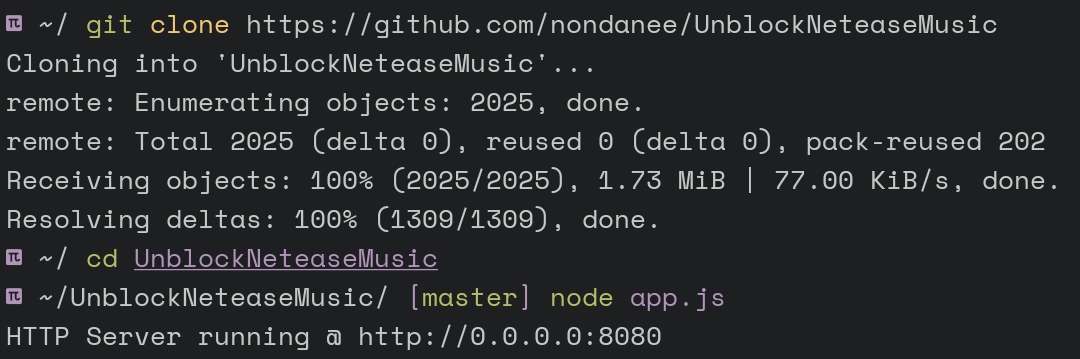 π ~/ git clone https://github.com/nondanee/UnblockNeteaseMusic
Cloning into 'UnblockNeteaseMusic'...
remote: Enumerating objects: 2025, done.
remote: Total 2025 (delta 0), reused 0 (delta 0), pack-reused 202
Receiving objects: 100% (2025/2025), 1.73 MiB | 77.00 KiB/s, done.
Resolving deltas: 100% (1309/1309), done.
π ~/ cd UnblockNeteaseMusic
π ~/UnblockNeteaseMusic/ [master] node app.js
HTTP Server running @ http://0.0.0.0:8080